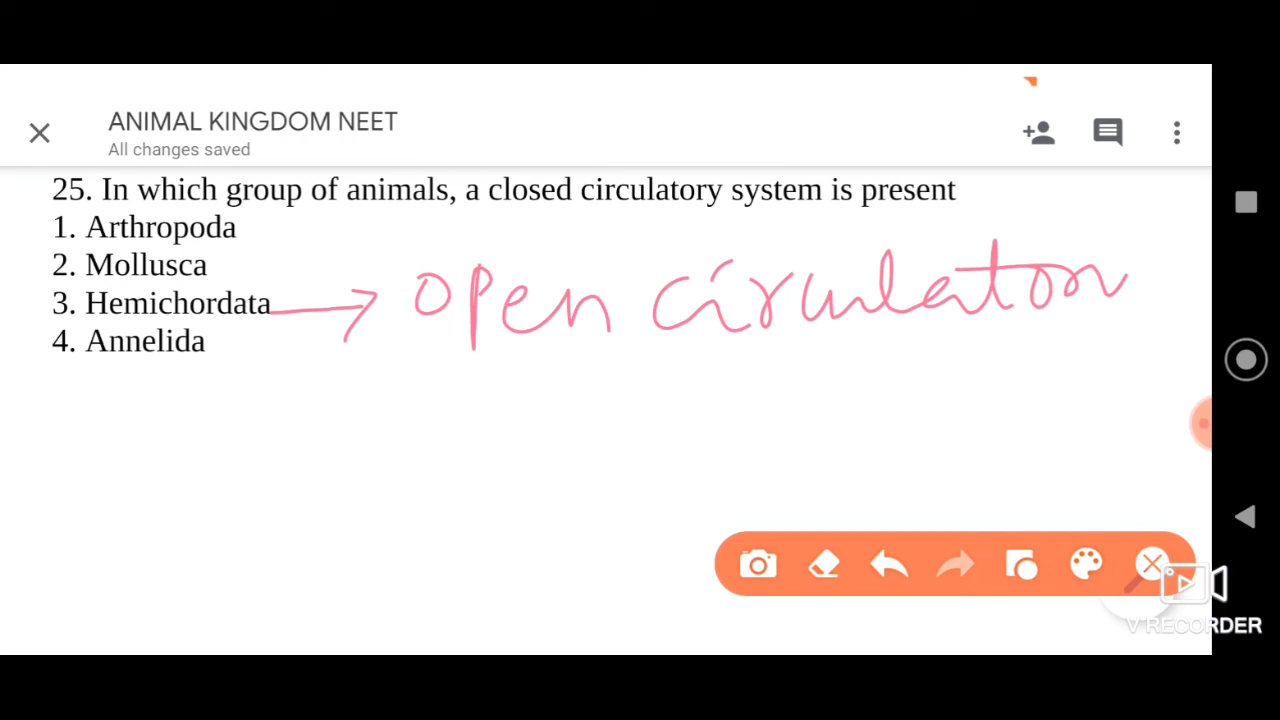 ANIMAL KINGDOM NEET
All changes saved
25. In which group of animals, a closed circulatory system is present
1. Arthropoda
2. Mollusca
3. Hemichordata
open circulaton
4. Annelida
V RECORDER